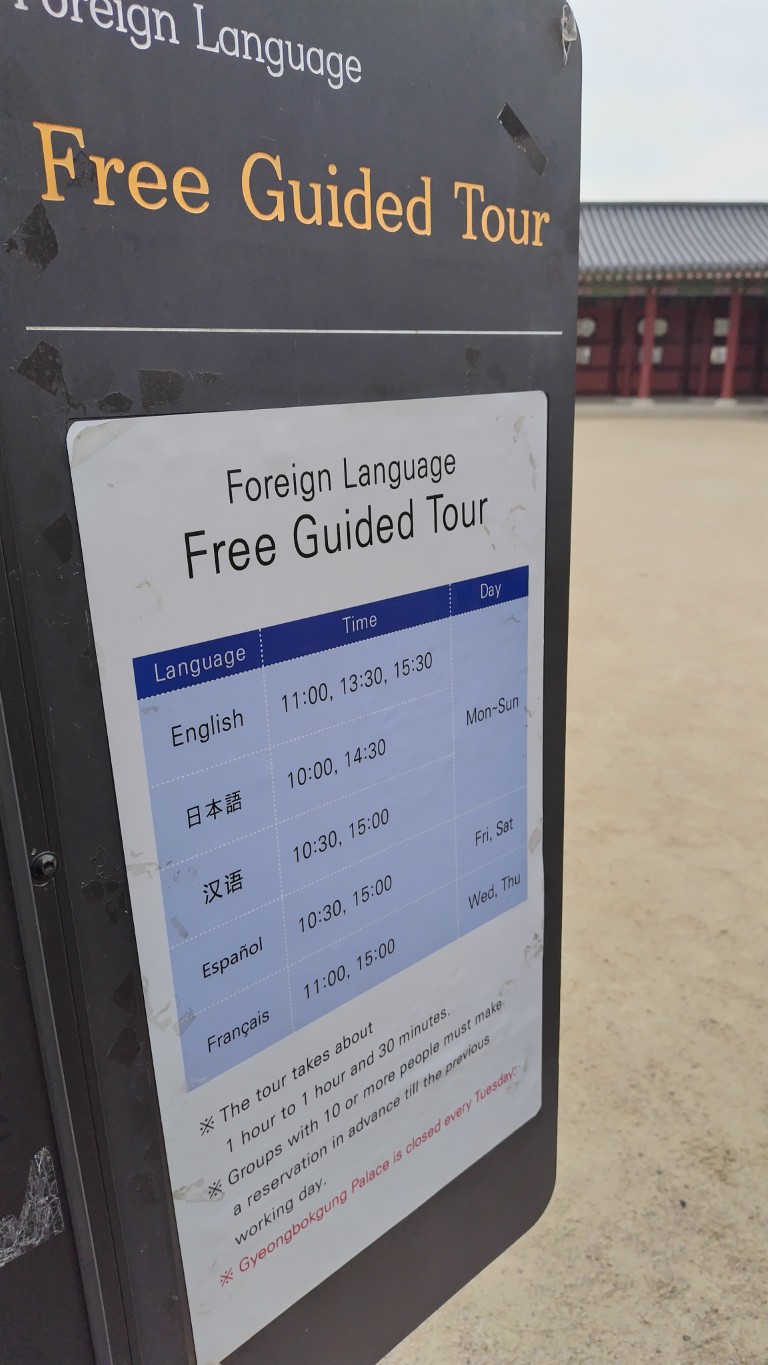 Foreign Language
Free Guided Tour
Foreign Language
Free Guided Tour
Language Time Day
English 11:00, 13:30, 15:30 Mon~Sun
日本語 10:00, 14:30
汉语 10:30, 15:00
Español 10:30, 15:00 Fri, Sat
Français 11:00, 15:00 Wed, Thu
※ The tour takes about
1 hour to 1 hour and 30 minutes.
※ Groups with 10 or more people must make
a reservation in advance till the previous
working day.
※ Gyeongbokgung Palace is closed every Tuesday.